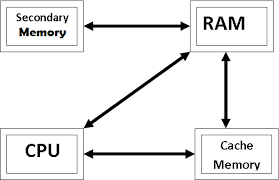 Secondary
Memory
RAM
CPU
Cache
Memory